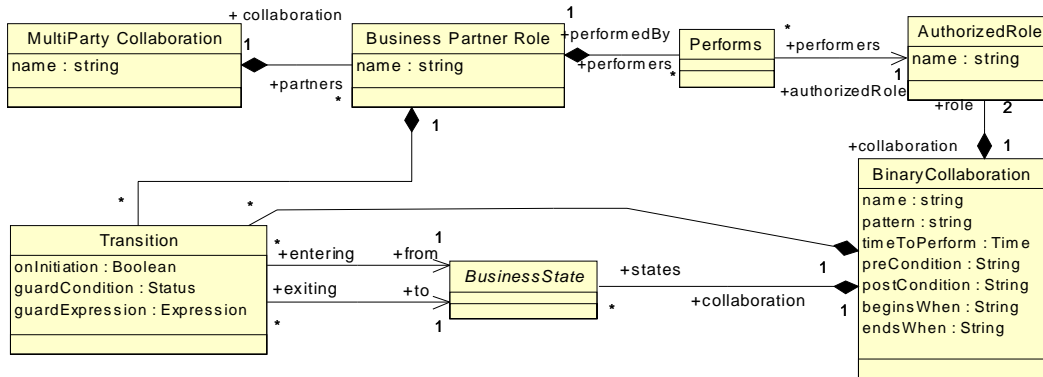 + collaboration
MultiParty Collaboration
name : string
1
+partners
*
Business Partner Role
name : string
1
+performedBy
+performers
*
1
Performs
*
+performers
1
+authorizedRole
AuthorizedRole
name : string
+role
2
+collaboration
1
BinaryCollaboration
name : string
pattern : string
timeToPerform : Time
preCondition : String
postCondition : String
beginsWhen : String
endsWhen : String
*
*
Transition
onInitiation : Boolean
guardCondition : Status
guardExpression : Expression
*
+entering
+from
1
+exiting
+to
*
1
BusinessState
+states
*
+collaboration
1
1